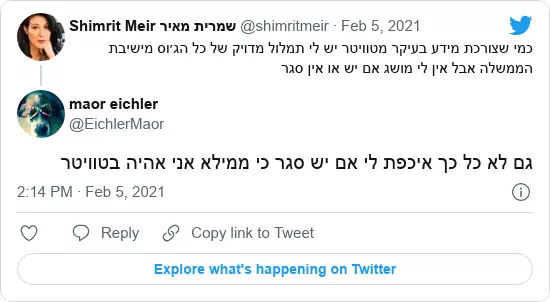 Shimrit Meir שמרית מאיר @shimritmeir · Feb 5, 2021
כמי שצורכת מידע בעיקר מטוויטר יש לי תמלול מדויק של כל הג׳וס מישיבת
הממשלה אבל אין לי מושג אם יש או אין סגר
maor eichler
@EichlerMaor
גם לא כל כך איכפת לי אם יש סגר כי ממילא אני אהיה בטוויטר
2:14 PM · Feb 5, 2021
Reply
Copy link to Tweet
Explore what's happening on Twitter